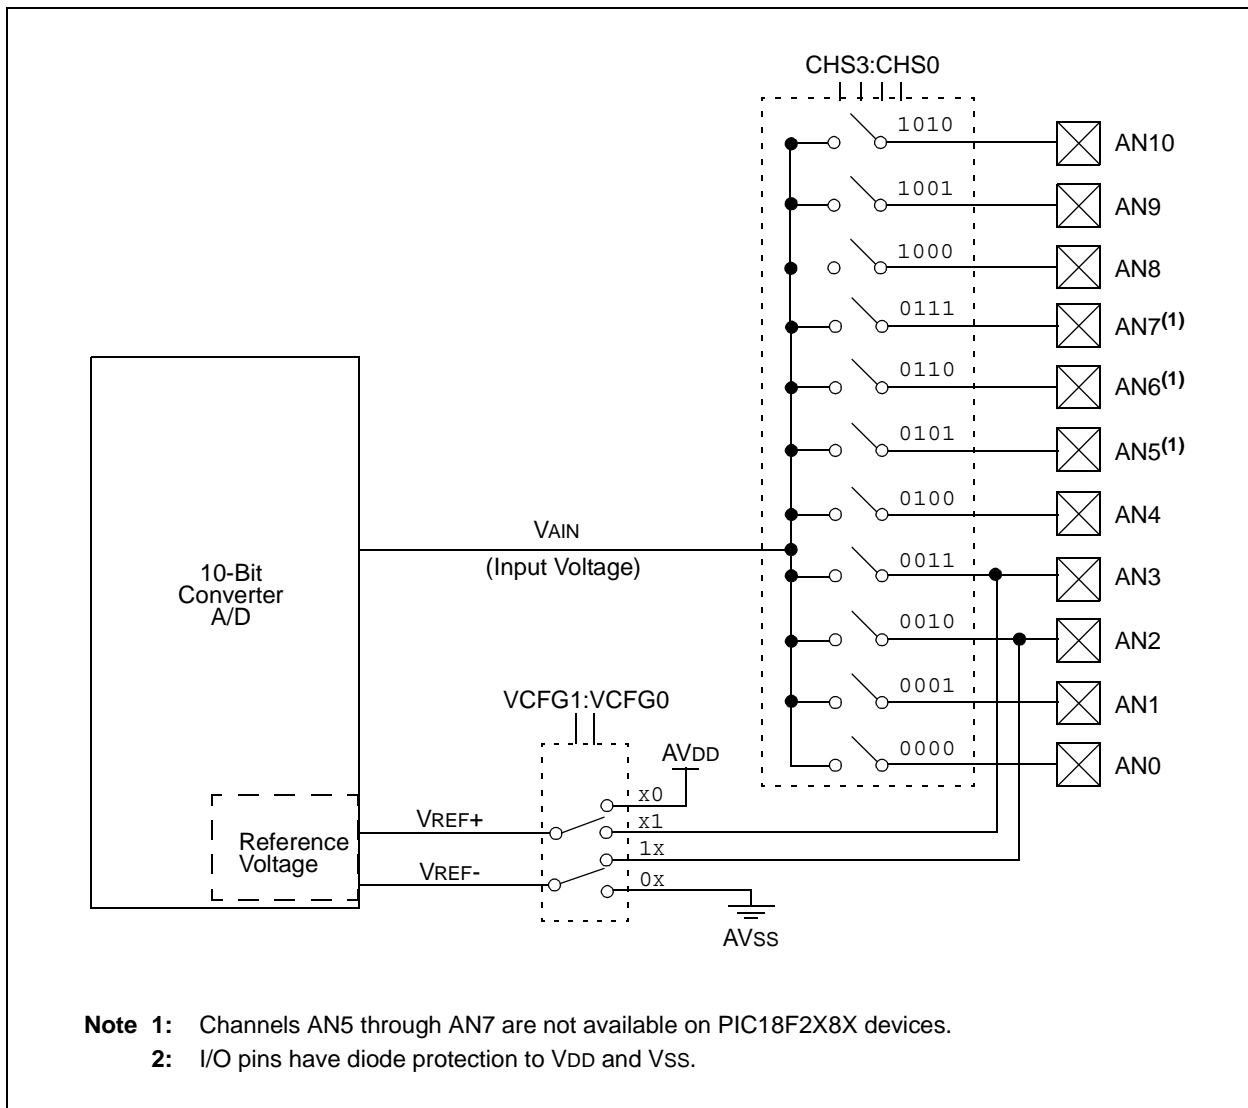 CHS3:CHS0
1010
AN10
1001
AN9
1000
AN8
0111
AN7(1)
0110
AN6(1)
0101
AN5(1)
0100
AN4
VAIN
(Input Voltage)
0011
AN3
10-Bit
Converter
A/D
0010
AN2
0001
AN1
VCFG1:VCFG0
0000
AN0
AVDD
x0
VREF+
x1
Reference
Voltage
1x
VREF-
0x
AVSS
Note 1: Channels AN5 through AN7 are not available on PIC18F2X8X devices.
2: I/O pins have diode protection to VDD and VSS.